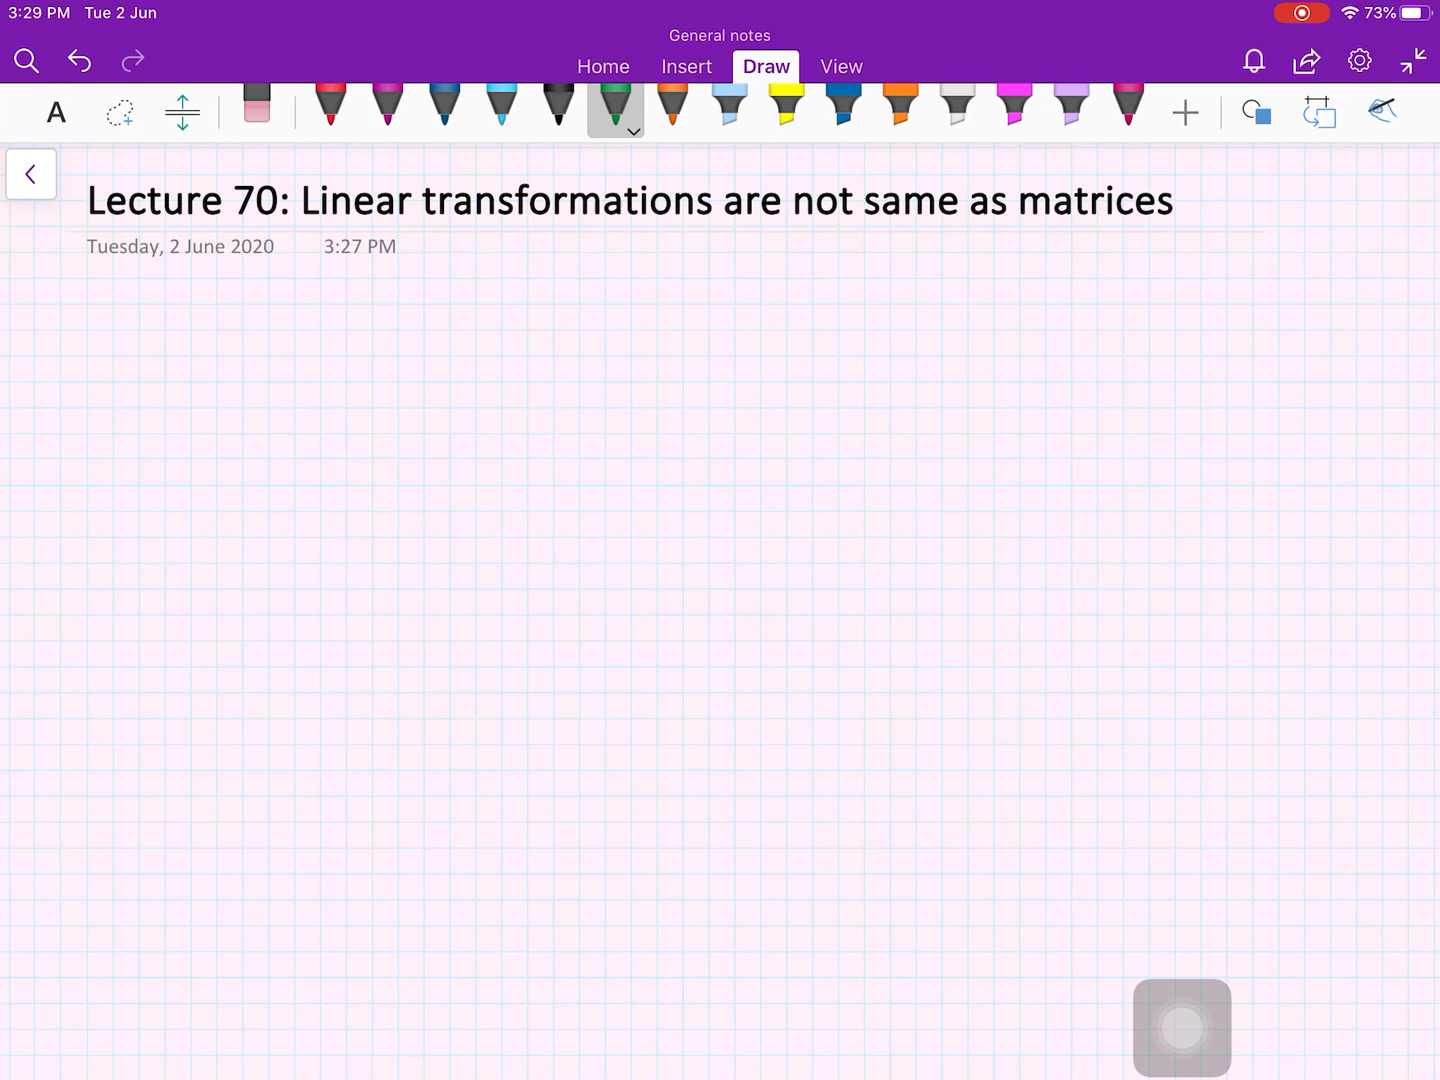 3:29 PM Tue 2 Jun 73%
General notes
Home Insert Draw View
A
Lecture 70: Linear transformations are not same as matrices
Tuesday, 2 June 2020 3:27 PM